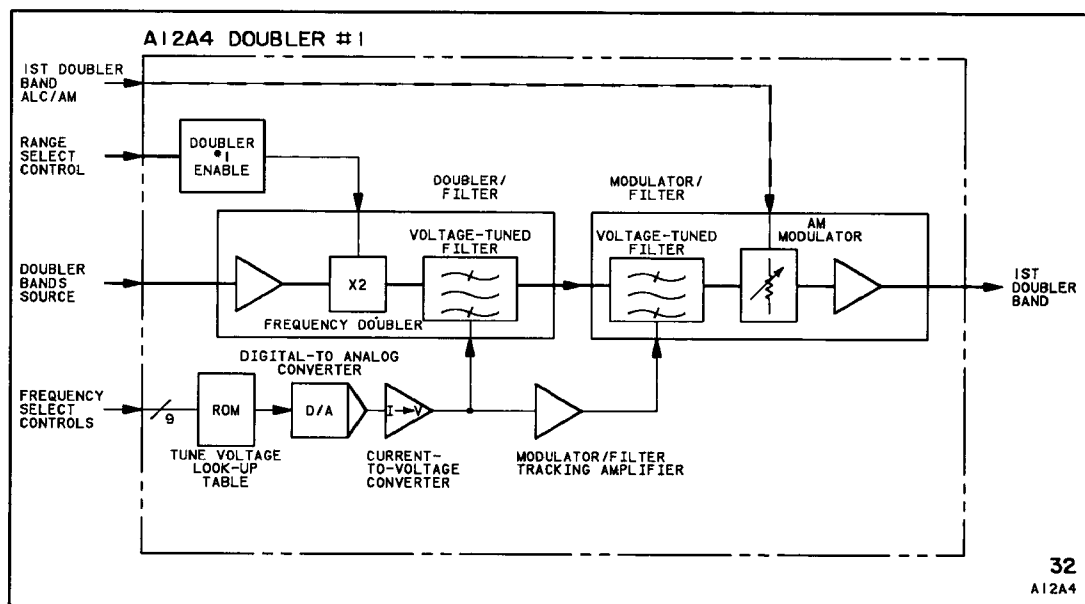 A12A4 DOUBLER #1
1ST DOUBLER
BAND
ALC/AM
RANGE
SELECT
CONTROL
DOUBLER
#1
ENABLE
DOUBLER/
FILTER
MODULATOR/
FILTER
VOLTAGE-TUNED
FILTER
VOLTAGE-TUNED
FILTER
AM
MODULATOR
DOUBLER
BANDS
SOURCE
X2
FREQUENCY DOUBLER
1ST
DOUBLER
BAND
DIGITAL-TO ANALOG
CONVERTER
FREQUENCY
SELECT
CONTROLS
9
ROM
D/A
I→V
TUNE VOLTAGE
LOOK-UP
TABLE
CURRENT-
TO-VOLTAGE
CONVERTER
MODULATOR/FILTER
TRACKING AMPLIFIER
32
A12A4